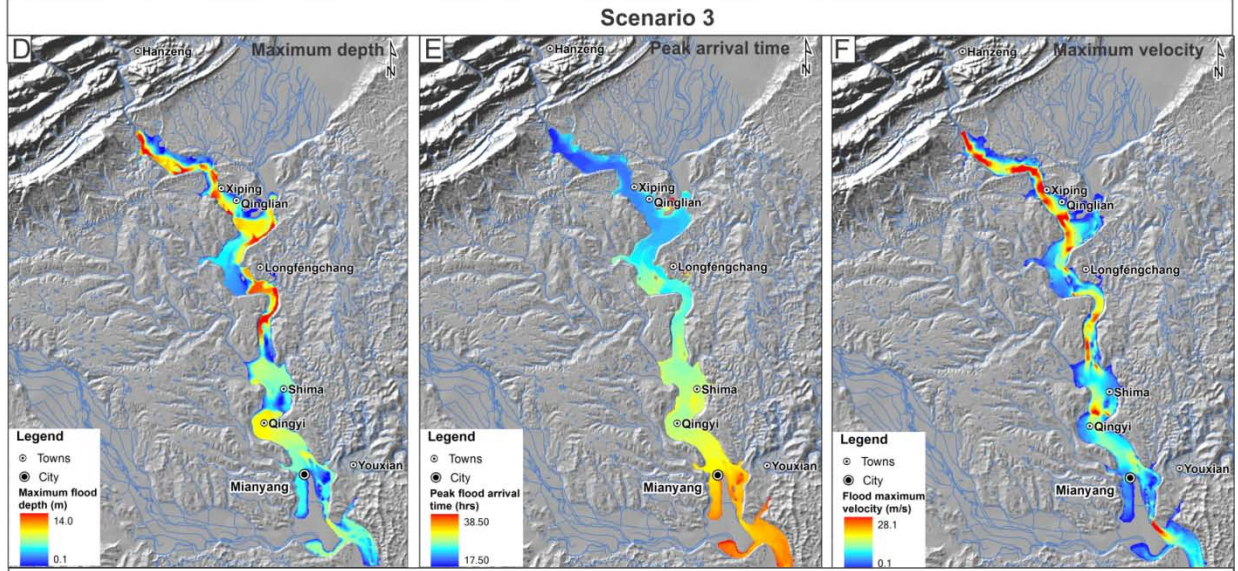 Scenario 3
D
Maximum depth
Hanzeng
N
Xiping
Qinglian
Longfengchang
Shima
Qingyi
Youxian
Mianyang
Legend
Towns
City
Maximum flood
depth (m)
14.0
0.1
E
Peak arrival time
Hanzeng
N
Xiping
Qinglian
Longfengchang
Shima
Qingyi
Youxian
Mianyang
Legend
Towns
City
Peak flood arrival
time (hrs)
38.50
17.50
F
Maximum velocity
Hanzeng
N
Xiping
Qinglian
Longfengchang
Shima
Qingyi
Youxian
Mianyang
Legend
Towns
City
Flood maximum
velocity (m/s)
28.1
0.1